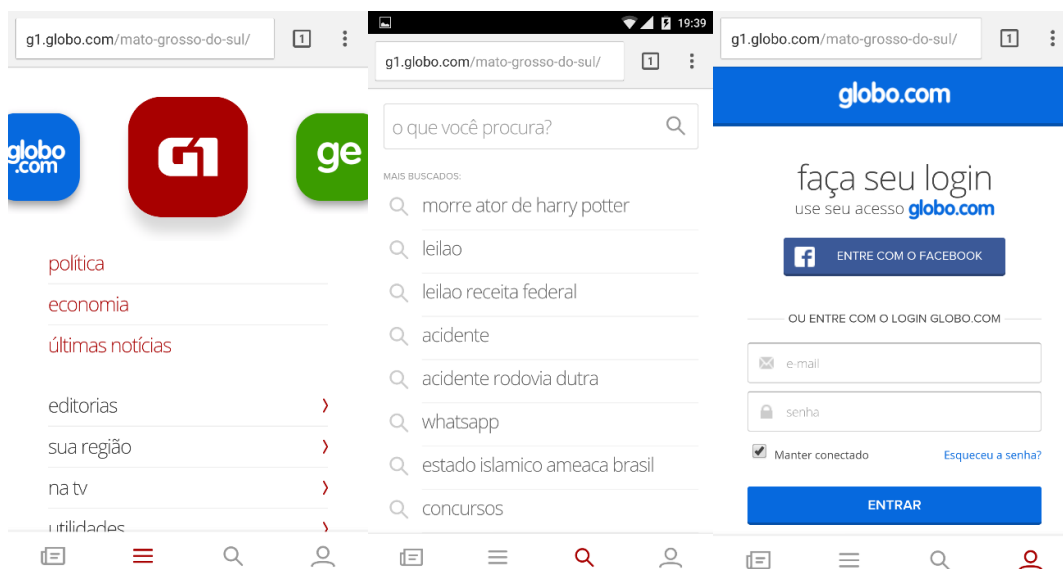 g1.globo.com/mato-grosso-do-sul/
1
globo
.com
G1
ge
política
economia
últimas notícias
editorias
sua região
na tv
utilidades
19:39
g1.globo.com/mato-grosso-do-sul/
1
o que você procura?
MAIS BUSCADOS:
morre ator de harry potter
leilao
leilao receita federal
acidente
acidente rodovia dutra
whatsapp
estado islamico ameaca brasil
concursos
g1.globo.com/mato-grosso-do-sul/
1
globo.com
faça seu login
use seu acesso globo.com
ENTRE COM O FACEBOOK
OU ENTRE COM O LOGIN GLOBO.COM
e-mail
senha
Manter conectado
Esqueceu a senha?
ENTRAR